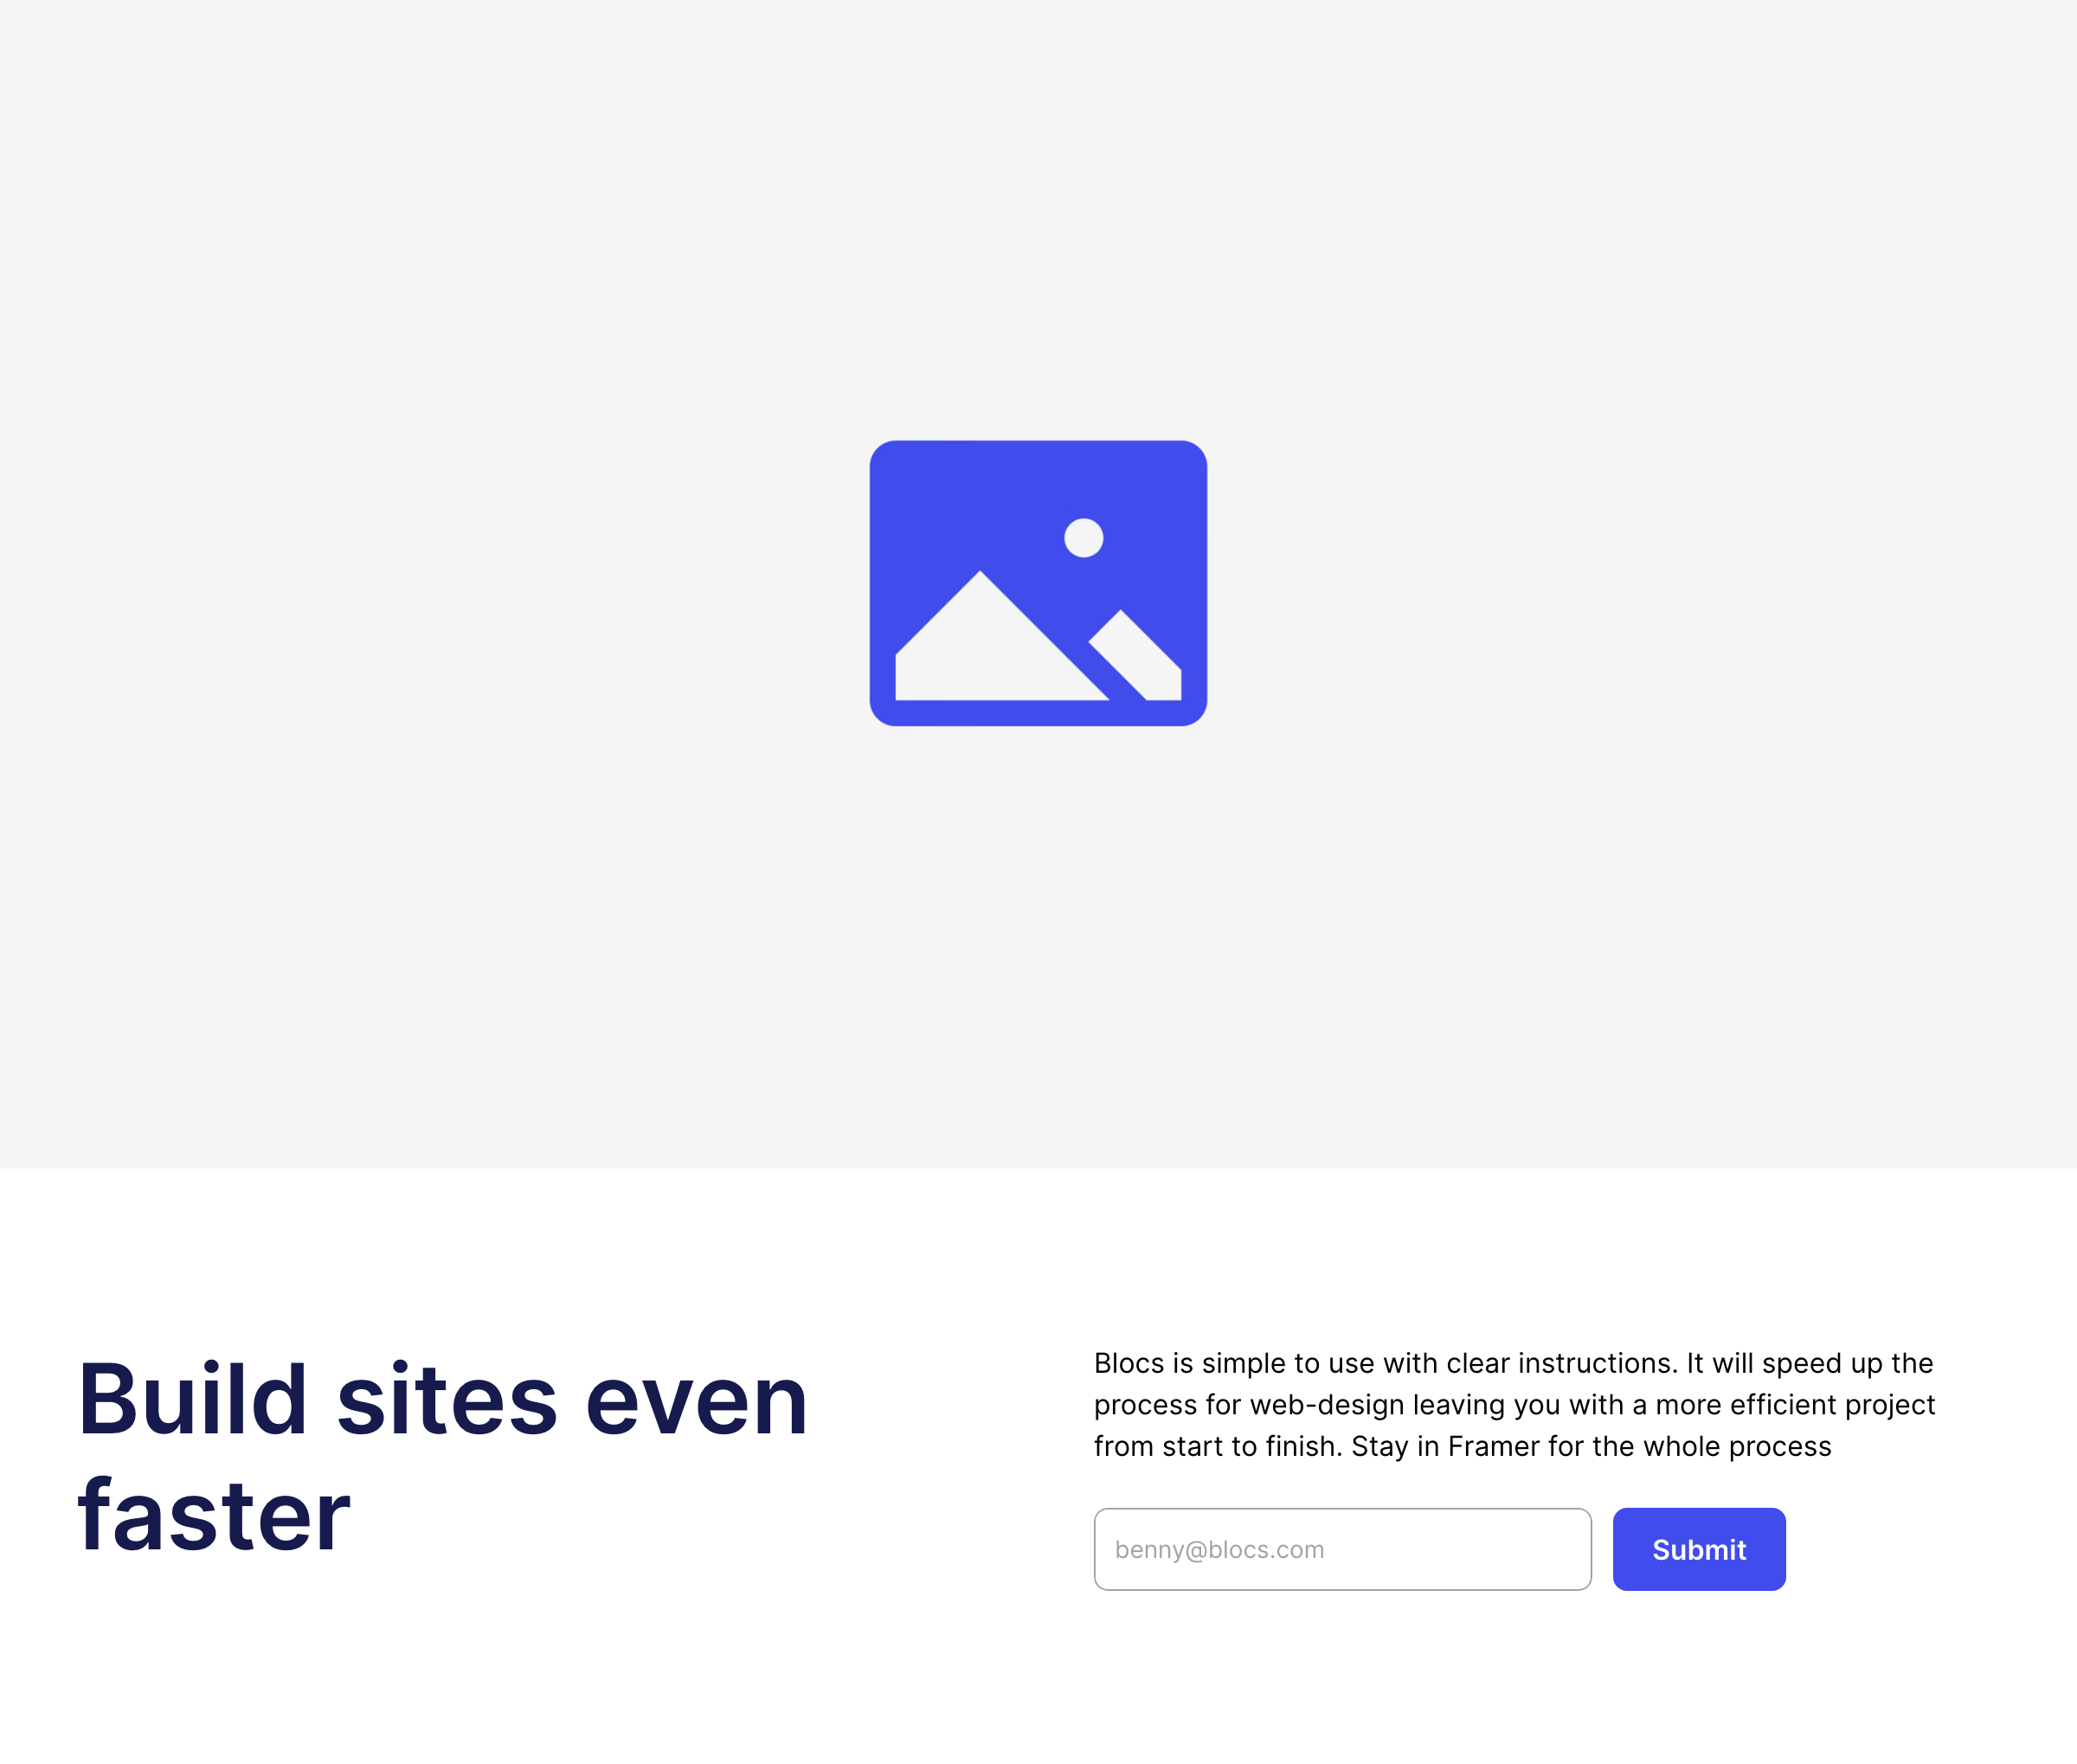 Build sites even
faster
Blocs is simple to use with clear instructions. It will speed up the
process for web-design leaving you with a more efficient project
from start to finish. Stay in Framer for the whole process
benny@blocs.com
Submit